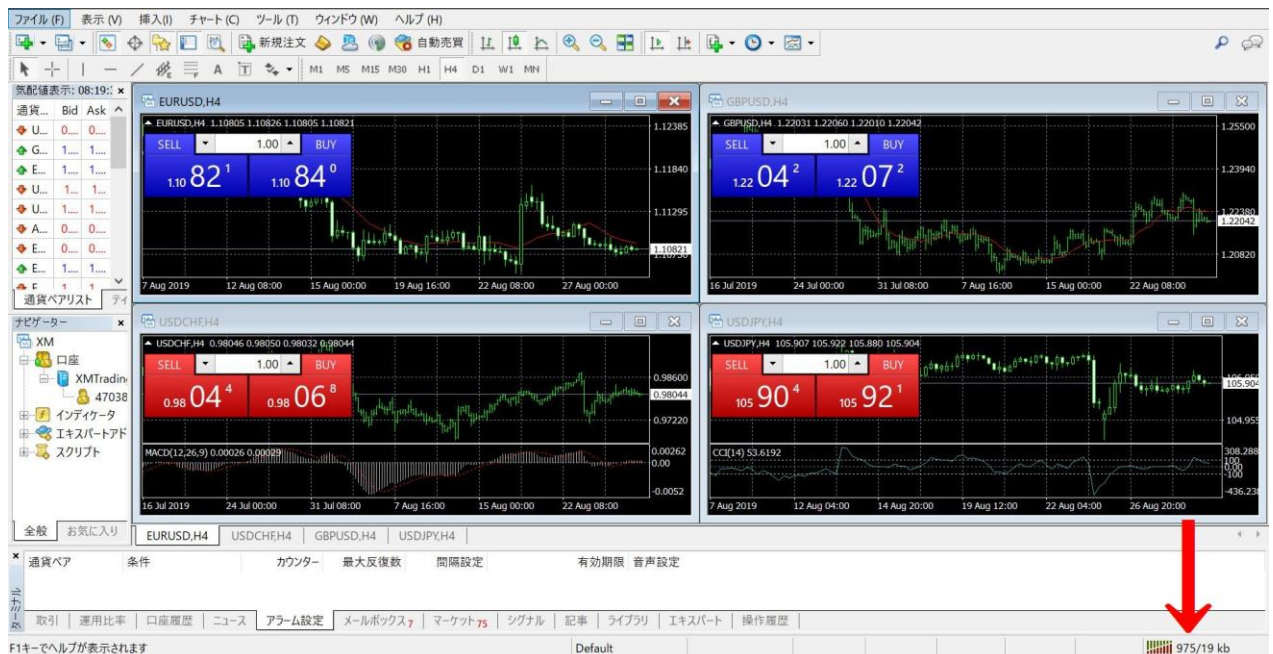 ファイル (F) 表示 (V) 挿入(I) チャート (C) ツール (T) ウィンドウ (W) ヘルプ (H)
新規注文 自動売買
A T M1 M5 M15 M30 H1 H4 D1 W1 MN
気配値表示: 08:19:
通貨... Bid Ask
U... 0.... 0....
G... 1.... 1....
E... 1.... 1....
U... 1... 1...
U... 1.... 1....
A... 0.... 0....
E... 0.... 0....
E... 1.... 1....
通貨ペアリスト
ナビゲーター
XM
口座
XMTrading
47038
インディケータ
エキスパートアド
スクリプト
全般 お気に入り
EURUSD,H4
EURUSD,H4 1.10805 1.10826 1.10805 1.10821
SELL 1.00 BUY
1.10 82 1 1.10 84 0
1.12385
1.11840
1.11295
1.10821
1.10750
7 Aug 2019 12 Aug 08:00 15 Aug 00:00 19 Aug 16:00 22 Aug 08:00 27 Aug 00:00
GBPUSD,H4
GBPUSD,H4 1.22031 1.22060 1.22010 1.22042
SELL 1.00 BUY
1.22 04 2 1.22 07 2
1.25500
1.23940
1.22380
1.22042
1.20820
16 Jul 2019 24 Jul 08:00 31 Jul 08:00 7 Aug 16:00 15 Aug 00:00 22 Aug 08:00
USDCHF,H4
USDCHF,H4 0.98046 0.98050 0.98032 0.98044
SELL 1.00 BUY
0.98 04 4 0.98 06 8
0.98600
0.98044
0.97220
MACD(12,26,9) 0.00026 0.00029
0.00262
0.00
-0.0052
16 Jul 2019 24 Jul 00:00 31 Jul 08:00 7 Aug 16:00 15 Aug 00:00 22 Aug 08:00
USDJPY,H4
USDJPY,H4 105.907 105.922 105.880 105.904
SELL 1.00 BUY
105 90 4 105 92 1
105.904
104.955
CCI(14) 53.6192
308.288
100
0.00
-100
-436.238
7 Aug 2019 12 Aug 04:00 14 Aug 20:00 19 Aug 12:00 22 Aug 04:00 26 Aug 20:00
EURUSD,H4 USDCHF,H4 GBPUSD,H4 USDJPY,H4
通貨ペア 条件 カウンター 最大反復数 間隔設定 有効期限 音声設定
ターミナル
取引 運用比率 口座履歴 ニュース アラーム設定 メールボックス 7 マーケット 75 シグナル 記事 ライブラリ エキスパート 操作履歴
F1キーでヘルプが表示されます Default 975/19 kb